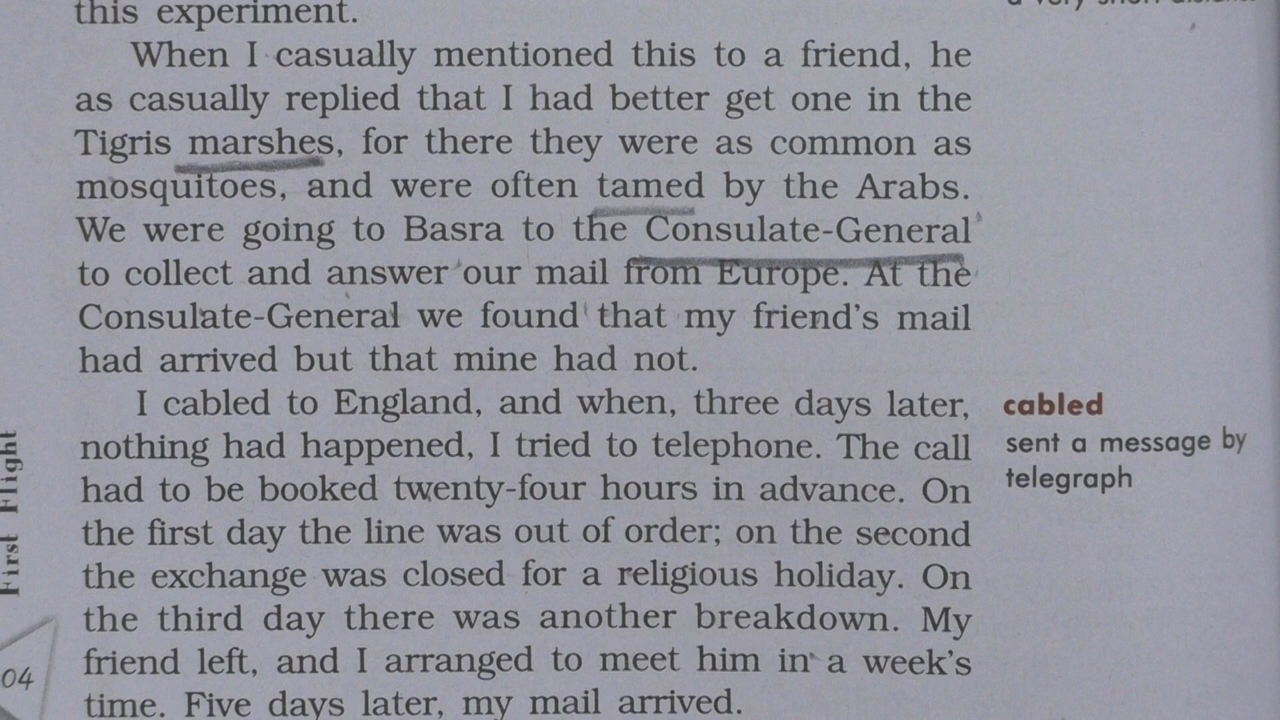 this experiment.
When I casually mentioned this to a friend, he
as casually replied that I had better get one in the
Tigris marshes, for there they were as common as
mosquitoes, and were often tamed by the Arabs.
We were going to Basra to the Consulate-General
to collect and answer our mail from Europe. At the
Consulate-General we found that my friend's mail
had arrived but that mine had not.
I cabled to England, and when, three days later,
nothing had happened, I tried to telephone. The call
had to be booked twenty-four hours in advance. On
the first day the line was out of order; on the second
the exchange was closed for a religious holiday. On
the third day there was another breakdown. My
friend left, and I arranged to meet him in a week's
time. Five days later, my mail arrived.
cabled
sent a message by
telegraph
First Flight
04